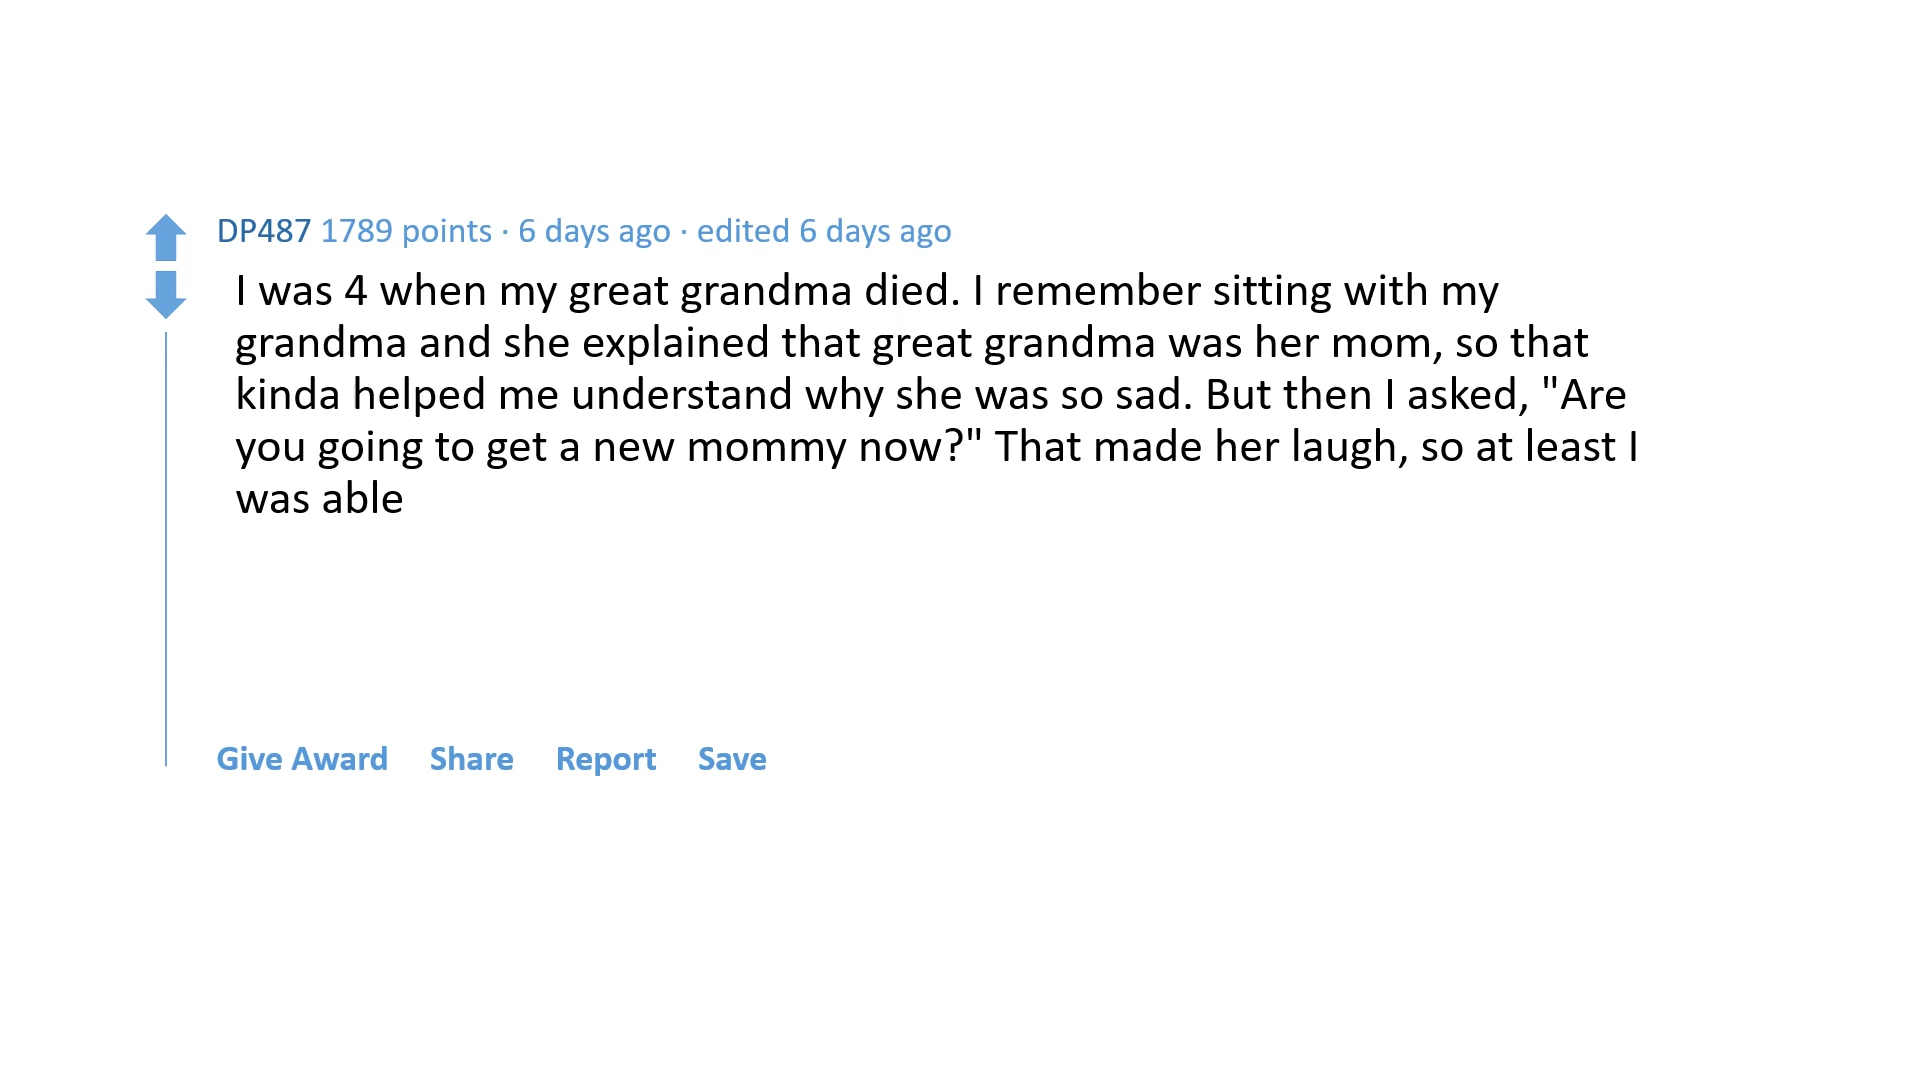 DP487 1789 points · 6 days ago · edited 6 days ago
I was 4 when my great grandma died. I remember sitting with my
grandma and she explained that great grandma was her mom, so that
kinda helped me understand why she was so sad. But then I asked, "Are
you going to get a new mommy now?" That made her laugh, so at least I
was able
Give Award Share Report Save